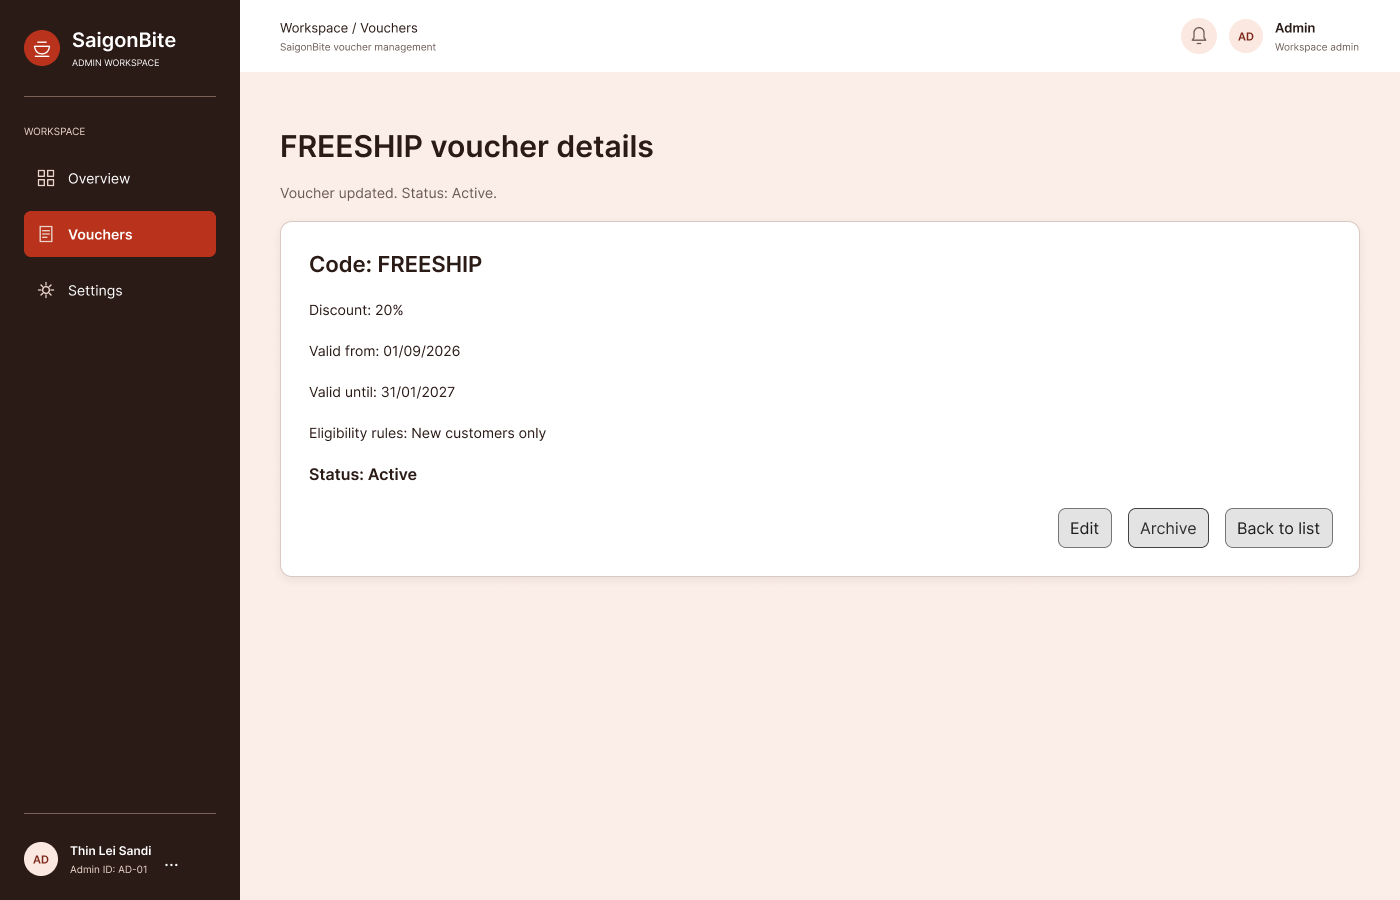 SaigonBite
ADMIN WORKSPACE
WORKSPACE
Overview
Vouchers
Settings
AD
Thin Lei Sandi
Admin ID: AD-01
...
Workspace / Vouchers
SaigonBite voucher management
AD
Admin
Workspace admin
FREESHIP voucher details
Voucher updated. Status: Active.
Code: FREESHIP
Discount: 20%
Valid from: 01/09/2026
Valid until: 31/01/2027
Eligibility rules: New customers only
Status: Active
Edit
Archive
Back to list